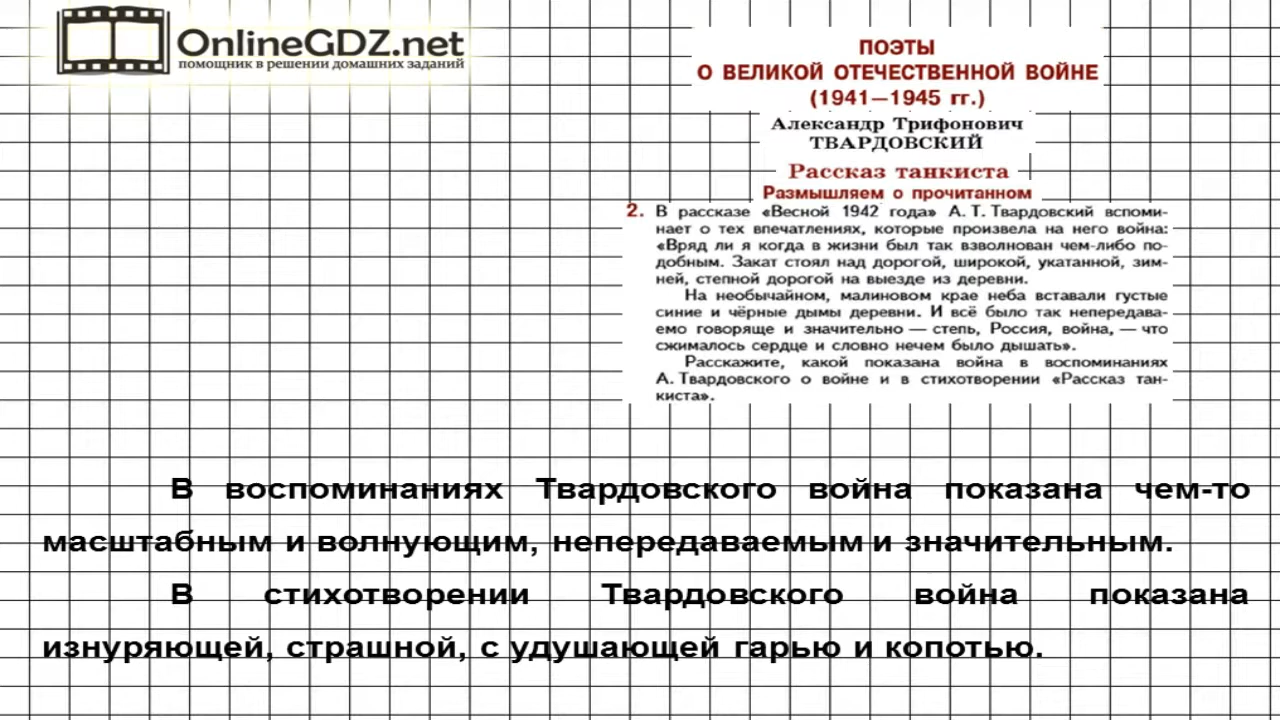 OnlineGDZ.net
помощник в решении домашних заданий
ПОЭТЫ
О ВЕЛИКОЙ ОТЕЧЕСТВЕННОЙ ВОЙНЕ
(1941—1945 гг.)
Александр Трифонович
ТВАРДОВСКИЙ
Рассказ танкиста
Размышляем о прочитанном
2. В рассказе «Весной 1942 года» А. Т. Твардовский вспоми-
нает о тех впечатлениях, которые произвела на него война:
«Вряд ли я когда в жизни был так взволнован чем-либо по-
добным. Закат стоял над дорогой, широкой, укатанной, зим-
ней, степной дорогой на выезде из деревни.
На необычайном, малиновом крае неба вставали густые
синие и чёрные дымы деревни. И всё было так непередава-
емо говоряще и значительно — степь, Россия, война, — что
сжималось сердце и словно нечем было дышать».
Расскажите, какой показана война в воспоминаниях
А. Твардовского о войне и в стихотворении «Рассказ тан-
киста».
В воспоминаниях Твардовского война показана чем-то
масштабным и волнующим, непередаваемым и значительным.
В стихотворении Твардовского война показана
изнуряющей, страшной, с удушающей гарью и копотью.